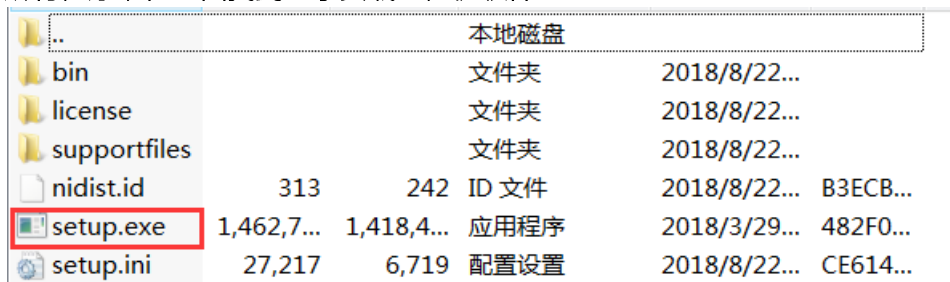 .. 本地磁盘
bin 文件夹 2018/8/22...
license 文件夹 2018/8/22...
supportfiles 文件夹 2018/8/22...
nidist.id 313 242 ID 文件 2018/8/22... B3ECB...
setup.exe 1,462,7... 1,418,4... 应用程序 2018/3/29... 482F0...
setup.ini 27,217 6,719 配置设置 2018/8/22... CE614...